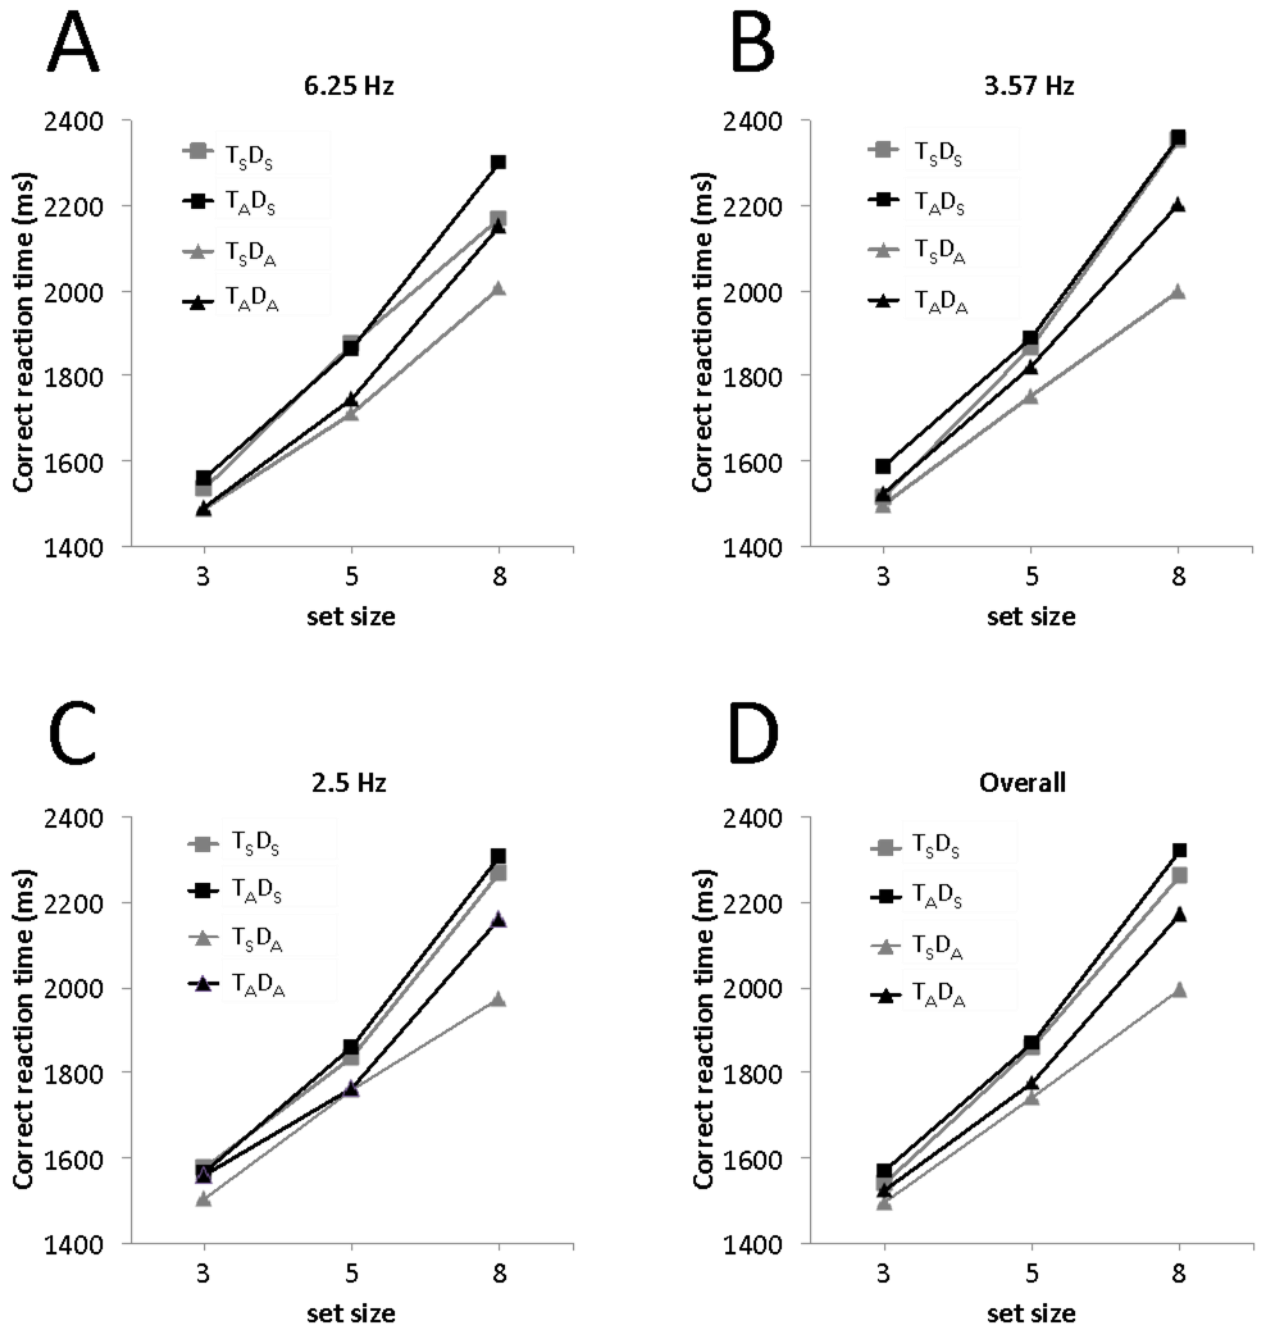 A
6.25 Hz
Correct reaction time (ms)
2400
2200
2000
1800
1600
1400
TSDS
TADS
TSDA
TADA
3 5 8
set size
B
3.57 Hz
Correct reaction time (ms)
2400
2200
2000
1800
1600
1400
TSDS
TADS
TSDA
TADA
3 5 8
set size
C
2.5 Hz
Correct reaction time (ms)
2400
2200
2000
1800
1600
1400
TSDS
TADS
TSDA
TADA
3 5 8
set size
D
Overall
Correct reaction time (ms)
2400
2200
2000
1800
1600
1400
TSDS
TADS
TSDA
TADA
3 5 8
set size